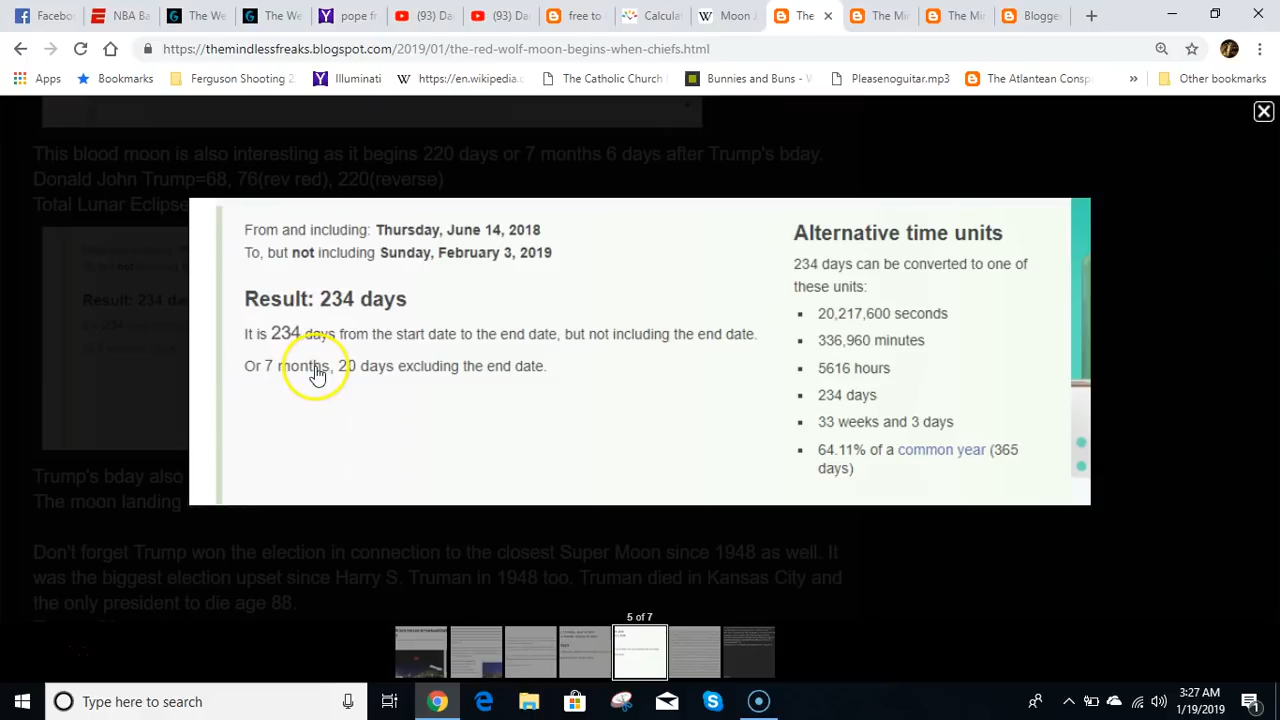 Facebo
NBA Ba
The We
The We
Pope fr
(93)
(93) Da
free to
Calcula
Moon J
The
The Mi
The Mi
Blogge
https://themindlessfreaks.blogspot.com/2019/01/the-red-wolf-moon-begins-when-chiefs.html
Apps
Bookmarks
Ferguson Shooting 2
Illuminati
https://en.wikipedia.c
The Catholic Church
Bunnies and Buns - W
Pleasenoguitar.mp3
The Atlantean Consp
»
Other bookmarks
This blood moon is also interesting as it begins 220 days or 7 months 6 days after Trump's bday.
Donald John Trump=68, 76(rev red), 220(reverse)
Total Lunar Eclipse
From and including: Thursday, June 14, 2018
To, but not including Sunday, February 3, 2019
Result: 234 days
It is 234 days from the start date to the end date, but not including the end date.
Or 7 months, 20 days excluding the end date.
Alternative time units
234 days can be converted to one of
these units:
20,217,600 seconds
336,960 minutes
5616 hours
234 days
33 weeks and 3 days
64.11% of a common year (365
days)
Result: 234 da
Trump's bday also
The moon landing
Don't forget Trump won the election in connection to the closest Super Moon since 1948 as well. It
was the biggest election upset since Harry S. Truman in 1948 too. Truman died in Kansas City and
the only president to die age 88.
5 of 7
Type here to search
3:27 AM
1/19/2019